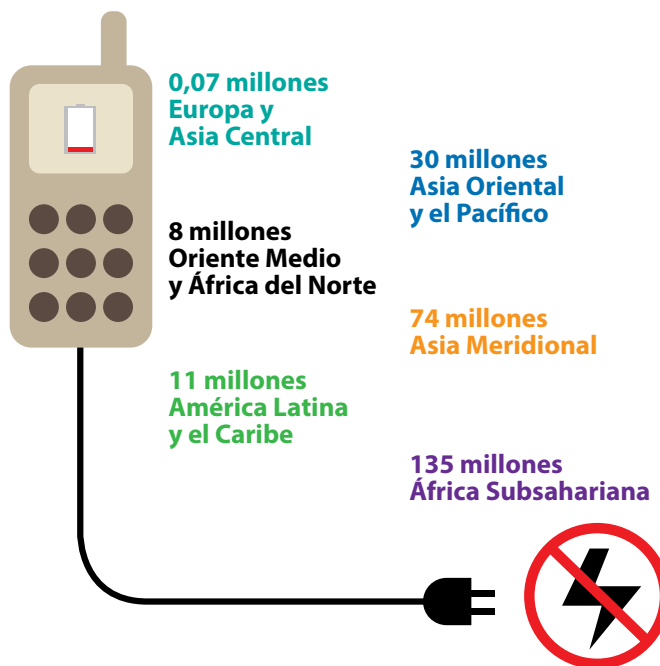 0,07 millones
Europa y
Asia Central
30 millones
Asia Oriental
y el Pacífico
8 millones
Oriente Medio
y África del Norte
74 millones
Asia Meridional
11 millones
América Latina
y el Caribe
135 millones
África Subsahariana